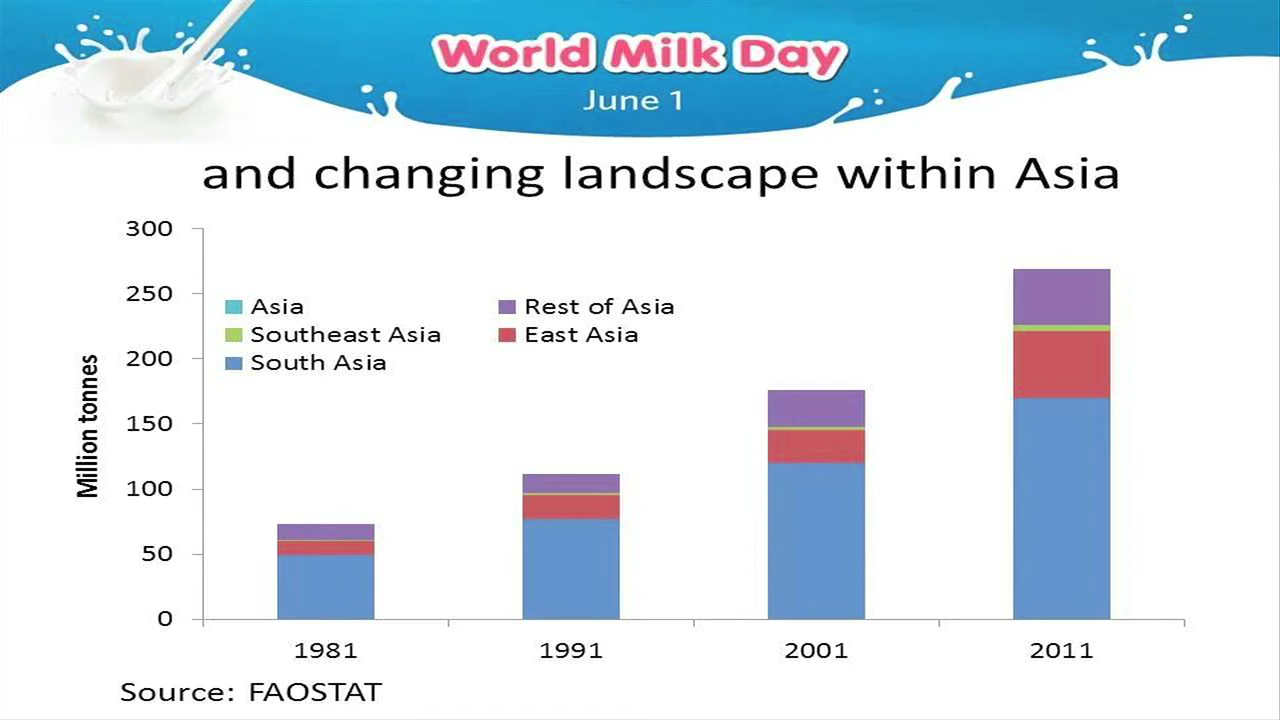 World Milk Day
June 1
and changing landscape within Asia
300
250
200
150
100
50
0
Million tonnes
Asia
Rest of Asia
Southeast Asia
East Asia
South Asia
1981
1991
2001
2011
Source: FAOSTAT